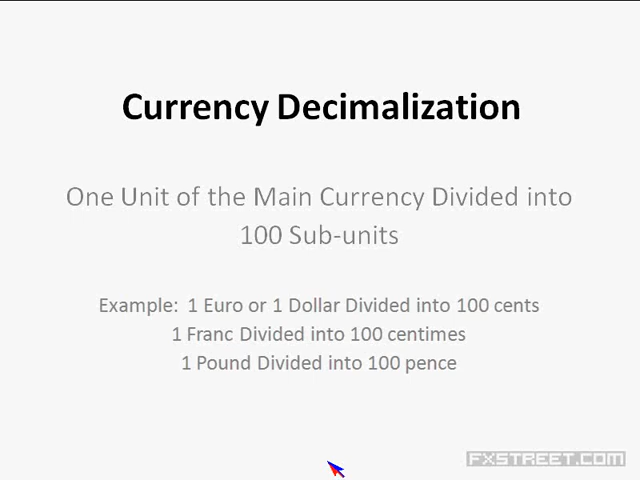 Currency Decimalization
One Unit of the Main Currency Divided into
100 Sub-units
Example:  1 Euro or 1 Dollar Divided into 100 cents
1 Franc Divided into 100 centimes
1 Pound Divided into 100 pence
FXSTREET.COM